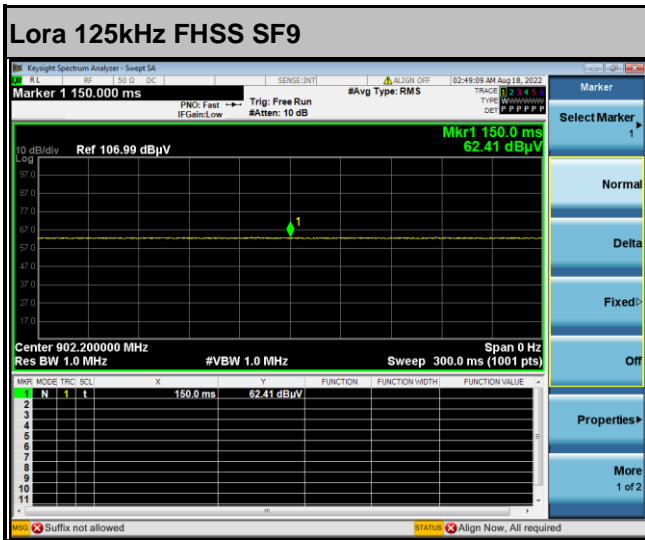 Lora 125kHz FHSS SF9
Keysight Spectrum Analyzer - Swept SA
RL RF 50 Ω DC SENSE:INT ALIGN OFF 02:49:09 AM Aug 18, 2022
Marker 1 150.000 ms #Avg Type: RMS TRACE 1 2 3 4 5 6
PNO: Fast Trig: Free Run TYPE WWWWWW
IFGain:Low #Atten: 10 dB DET P P P P P P
Mkr1 150.0 ms
62.41 dBµV
10 dB/div Ref 106.99 dBµV
Log
97.0
87.0
77.0
67.0
57.0
47.0
37.0
27.0
17.0
1
Center 902.200000 MHz Span 0 Hz
Res BW 1.0 MHz #VBW 1.0 MHz Sweep 300.0 ms (1001 pts)
MKR MODE TRC SCL X Y FUNCTION FUNCTION WIDTH FUNCTION VALUE
1 N 1 t 150.0 ms 62.41 dBµV
2
3
4
5
6
7
8
9
10
11
MSG Suffix not allowed STATUS Align Now, All required
Marker
Select Marker
1
Normal
Delta
Fixed
Off
Properties
More
1 of 2